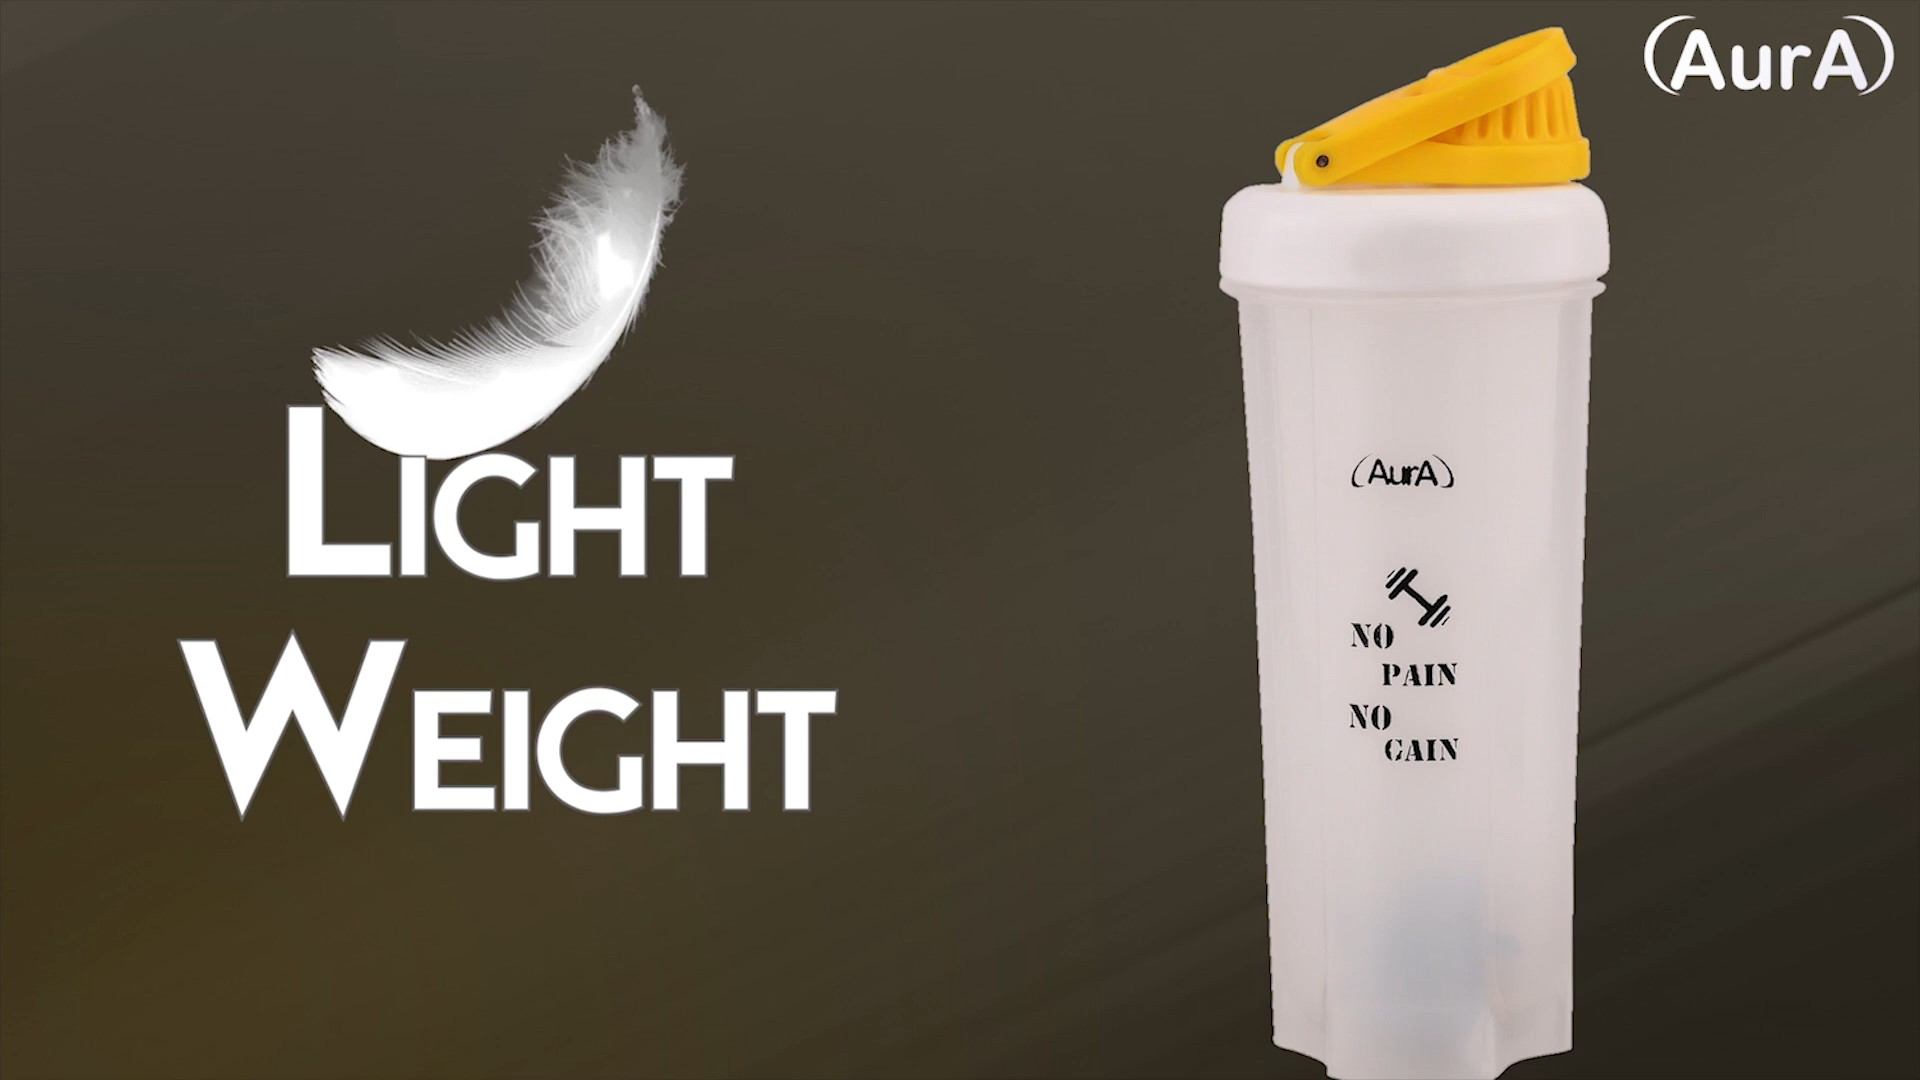 (AurA)
LIGHT
WEIGHT
(AurA)
NO
PAIN
NO
GAIN